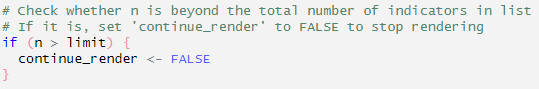 # Check whether n is beyond the total number of indicators in list
# If it is, set 'continue_render' to FALSE to stop rendering
if (n > limit) {
  continue_render <- FALSE
}